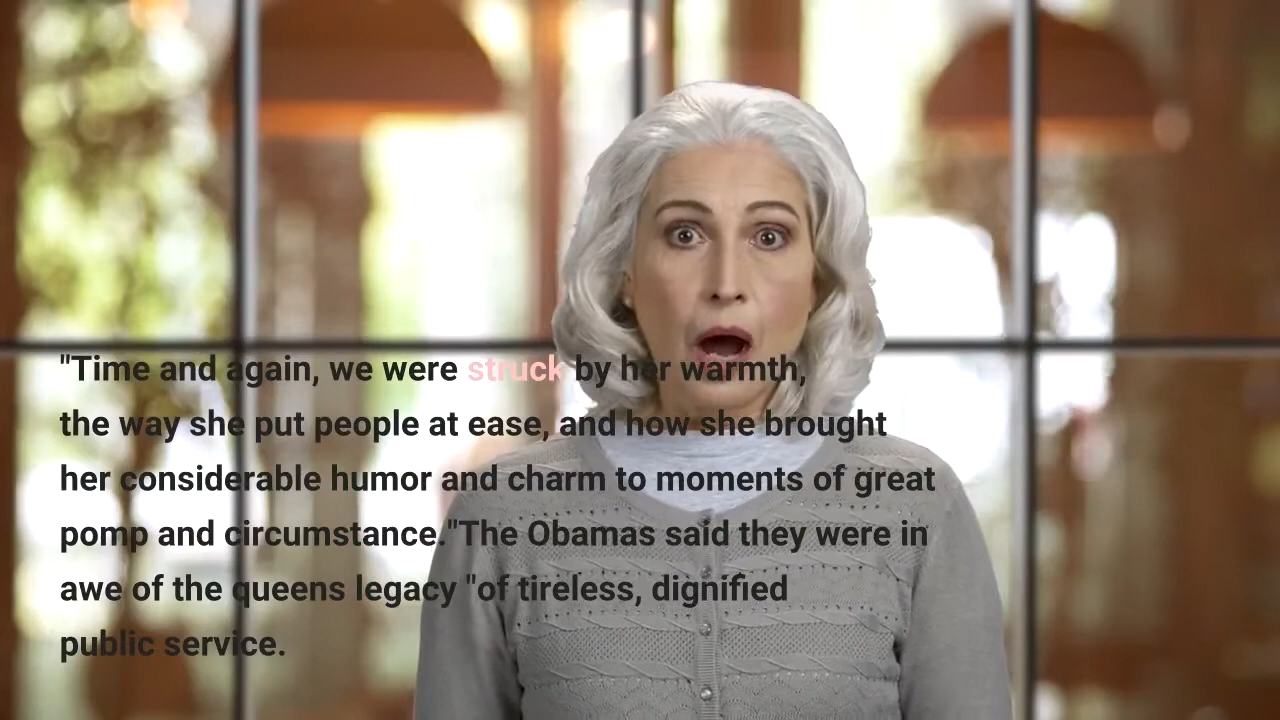 "Time and again, we were struck by her warmth,
the way she put people at ease, and how she brought
her considerable humor and charm to moments of great
pomp and circumstance."The Obamas said they were in
awe of the queens legacy "of tireless, dignified
public service.